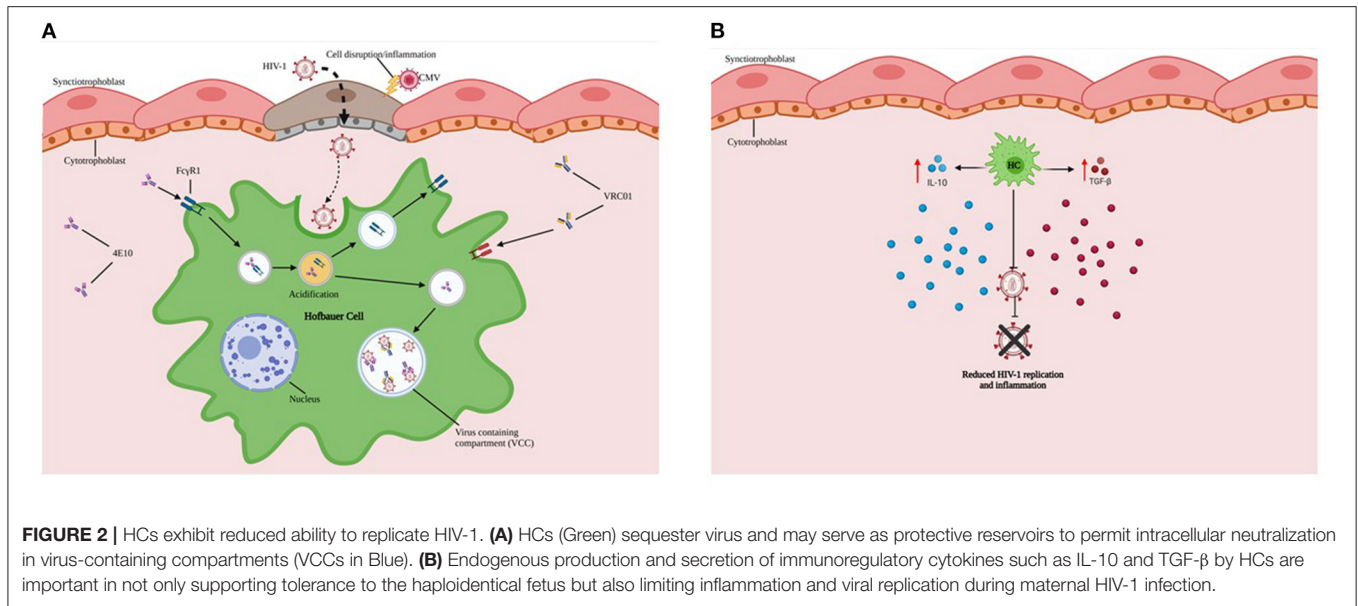 A
HIV-1
Cell disruption/inflammation
CMV
Synctiotrophoblast
Cytotrophoblast
FcγR1
VRC01
4E10
Acidification
Hofbauer Cell
Nucleus
Virus containing
compartment (VCC)
B
Synctiotrophoblast
Cytotrophoblast
HC
IL-10
TGF-β
Reduced HIV-1 replication
and inflammation
FIGURE 2 | HCs exhibit reduced ability to replicate HIV-1. (A) HCs (Green) sequester virus and may serve as protective reservoirs to permit intracellular neutralization
in virus-containing compartments (VCCs in Blue). (B) Endogenous production and secretion of immunoregulatory cytokines such as IL-10 and TGF-β by HCs are
important in not only supporting tolerance to the haploidentical fetus but also limiting inflammation and viral replication during maternal HIV-1 infection.